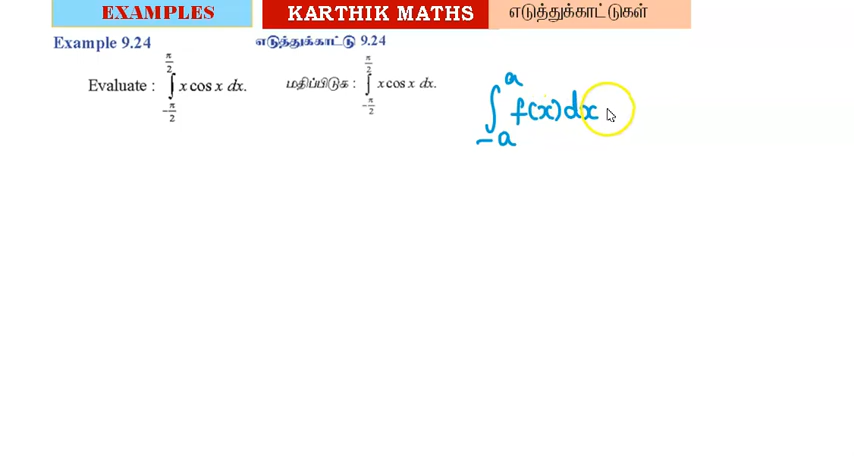 EXAMPLES KARTHIK MATHS எடுத்துக்காட்டுகள்
Example 9.24 எடுத்துக்காட்டு 9.24
Evaluate : ∫_{-π/2}^{π/2} x cos x dx. மதிப்பிடுக : ∫_{-π/2}^{π/2} x cos x dx.
∫_{-a}^{a} f(x) dx